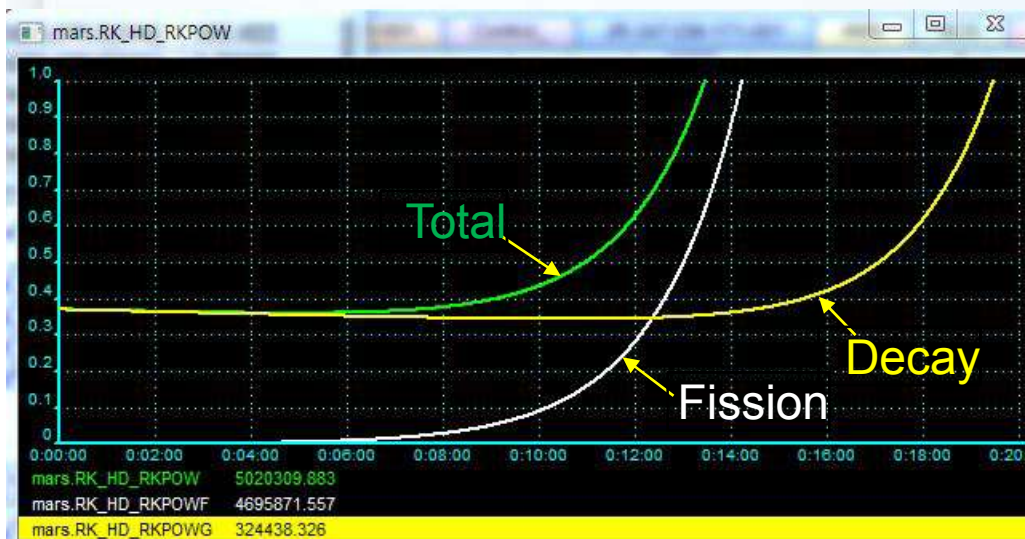 mars.RK_HD_RKPOW
1.0
0.9
0.8
0.7
0.6
Total
0.5
0.4
0.3
Decay
0.2
Fission
0.1
0
0:00:00 0:02:00 0:04:00 0:06:00 0:08:00 0:10:00 0:12:00 0:14:00 0:16:00 0:18:00 0:20
mars.RK_HD_RKPOW 5020309.883
mars.RK_HD_RKPOWF 4695871.557
mars.RK_HD_RKPOWG 324438.326